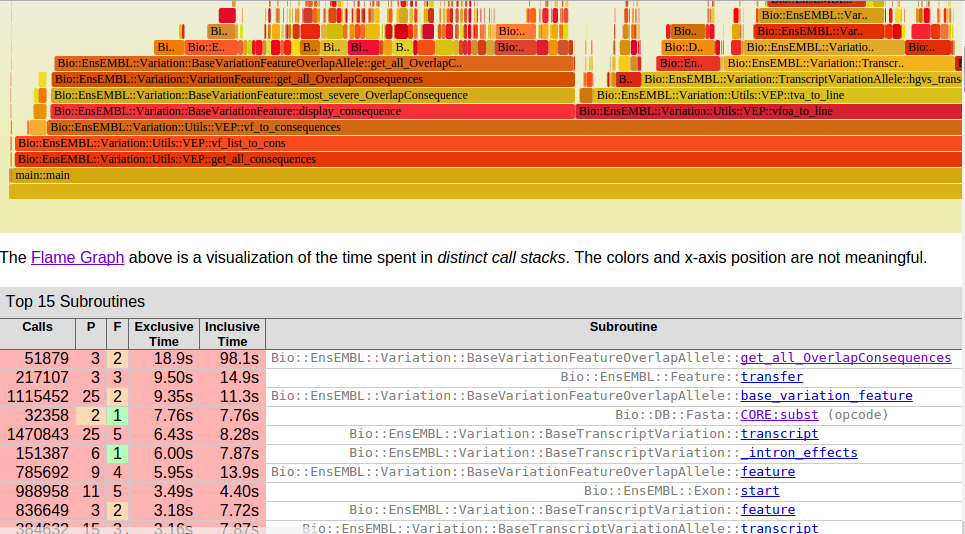 Bio::EnsEMBL::Var..
Bi..
Bio:..
Bio..
Bio::EnsEMBL::Var..
Bi..
Bio::E..
B..
Bi..
Bi..
B..
Bio:..
Bio::D..
Bio::EnsEMBL::Variatio..
Bio:..
Bio::EnsEMBL::Variation::BaseVariationFeatureOverlapAllele::get_all_OverlapC..
Bio::En..
Bio::EnsEMBL::Variation::Transcr..
Bio::EnsEMBL::Variation::VariationFeature::get_all_OverlapConsequences
B..
Bio::EnsEMBL::Variation::TranscriptVariationAllele::hgvs_trans
Bio::EnsEMBL::Variation::BaseVariationFeature::most_severe_OverlapConsequence
Bio::EnsEMBL::Variation::Utils::VEP::tva_to_line
Bio::EnsEMBL::Variation::BaseVariationFeature::display_consequence
Bio::EnsEMBL::Variation::Utils::VEP::vfoa_to_line
Bio::EnsEMBL::Variation::Utils::VEP::vf_to_consequences
Bio::EnsEMBL::Variation::Utils::VEP::vf_list_to_cons
Bio::EnsEMBL::Variation::Utils::VEP::get_all_consequences
main::main
The Flame Graph above is a visualization of the time spent in distinct call stacks. The colors and x-axis position are not meaningful.
Top 15 Subroutines
Calls P F Exclusive Time Inclusive Time Subroutine
51879 3 2 18.9s 98.1s Bio::EnsEMBL::Variation::BaseVariationFeatureOverlapAllele::get_all_OverlapConsequences
217107 3 3 9.50s 14.9s Bio::EnsEMBL::Feature::transfer
1115452 25 2 9.35s 11.3s Bio::EnsEMBL::Variation::BaseVariationFeatureOverlap::base_variation_feature
32358 2 1 7.76s 7.76s Bio::DB::Fasta::CORE:subst (opcode)
1470843 25 5 6.43s 8.28s Bio::EnsEMBL::Variation::BaseTranscriptVariation::transcript
151387 6 1 6.00s 7.87s Bio::EnsEMBL::Variation::BaseTranscriptVariation::_intron_effects
785692 9 4 5.95s 13.9s Bio::EnsEMBL::Variation::BaseVariationFeatureOverlapAllele::feature
988958 11 5 3.49s 4.40s Bio::EnsEMBL::Exon::start
836649 3 2 3.18s 7.72s Bio::EnsEMBL::Variation::BaseVariationFeatureOverlap::feature
384632 15 3 3.16s 7.87s Bio::EnsEMBL::Variation::BaseTranscriptVariationAllele::transcript